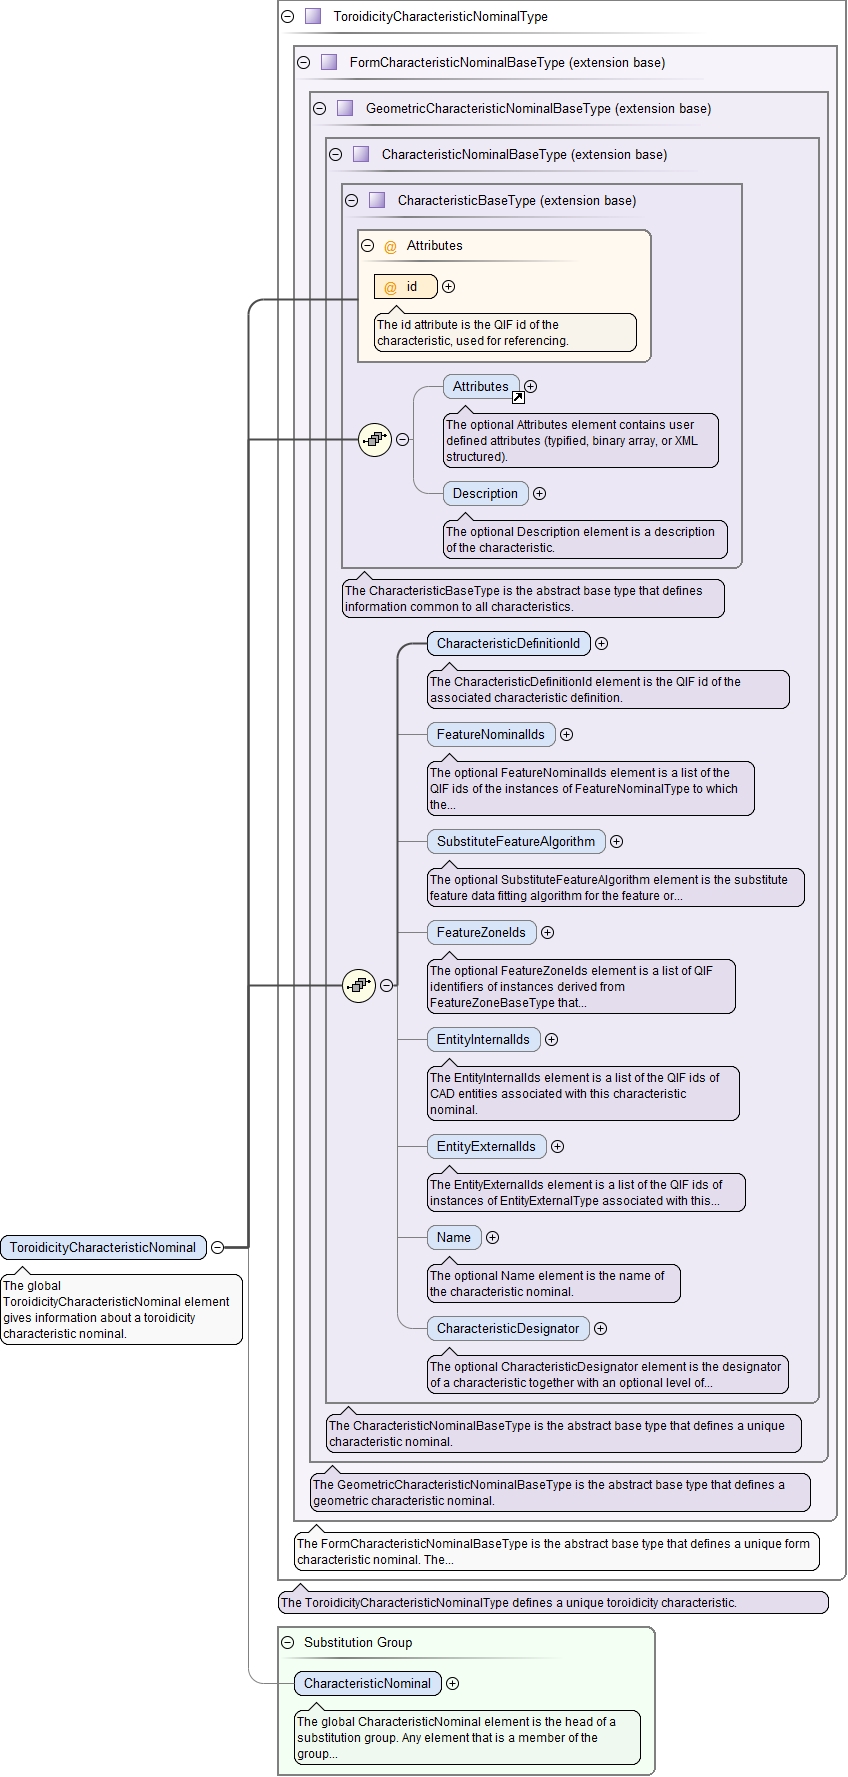 ToroidicityCharacteristicNominalType
FormCharacteristicNominalBaseType (extension base)
GeometricCharacteristicNominalBaseType (extension base)
CharacteristicNominalBaseType (extension base)
CharacteristicBaseType (extension base)
@ Attributes
@ id
The id attribute is the QIF id of the
characteristic, used for referencing.
Attributes
The optional Attributes element contains user
defined attributes (typified, binary array, or XML
structured).
Description
The optional Description element is a description
of the characteristic.
The CharacteristicBaseType is the abstract base type that defines
information common to all characteristics.
CharacteristicDefinitionId
The CharacteristicDefinitionId element is the QIF id of the
associated characteristic definition.
FeatureNominalIds
The optional FeatureNominalIds element is a list of the
QIF ids of the instances of FeatureNominalType to which
the...
SubstituteFeatureAlgorithm
The optional SubstituteFeatureAlgorithm element is the substitute
feature data fitting algorithm for the feature or...
FeatureZoneIds
The optional FeatureZoneIds element is a list of QIF
identifiers of instances derived from
FeatureZoneBaseType that...
EntityInternalIds
The EntityInternalIds element is a list of the QIF ids of
CAD entities associated with this characteristic
nominal.
EntityExternalIds
The EntityExternalIds element is a list of the QIF ids of
instances of EntityExternalType associated with this...
Name
The optional Name element is the name of
the characteristic nominal.
CharacteristicDesignator
The optional CharacteristicDesignator element is the designator
of a characteristic together with an optional level of...
ToroidicityCharacteristicNominal
The global
ToroidicityCharacteristicNominal element
gives information about a toroidicity
characteristic nominal.
The CharacteristicNominalBaseType is the abstract base type that defines a unique
characteristic nominal.
The GeometricCharacteristicNominalBaseType is the abstract base type that defines a
geometric characteristic nominal.
The FormCharacteristicNominalBaseType is the abstract base type that defines a unique form
characteristic nominal. The...
The ToroidicityCharacteristicNominalType defines a unique toroidicity characteristic.
Substitution Group
CharacteristicNominal
The global CharacteristicNominal element is the head of a
substitution group. Any element that is a member of the
group...